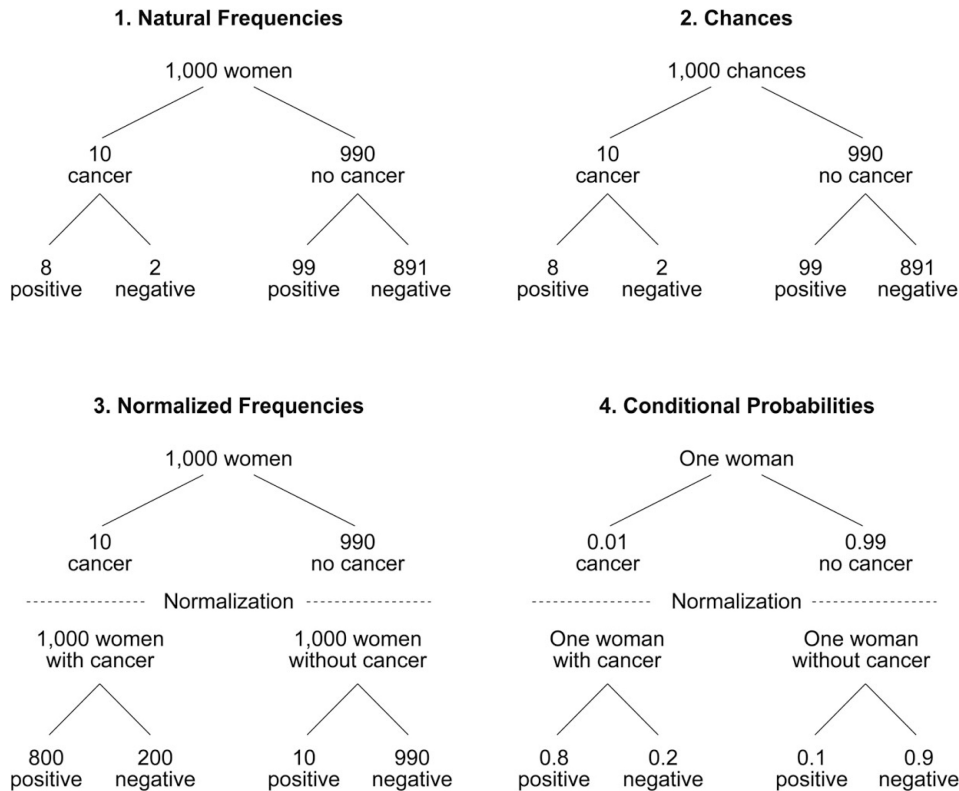 1. Natural Frequencies
1,000 women
10
cancer
990
no cancer
8
positive
2
negative
99
positive
891
negative
2. Chances
1,000 chances
10
cancer
990
no cancer
8
positive
2
negative
99
positive
891
negative
3. Normalized Frequencies
1,000 women
10
cancer
990
no cancer
Normalization
1,000 women
with cancer
1,000 women
without cancer
800
positive
200
negative
10
positive
990
negative
4. Conditional Probabilities
One woman
0.01
cancer
0.99
no cancer
Normalization
One woman
with cancer
One woman
without cancer
0.8
positive
0.2
negative
0.1
positive
0.9
negative